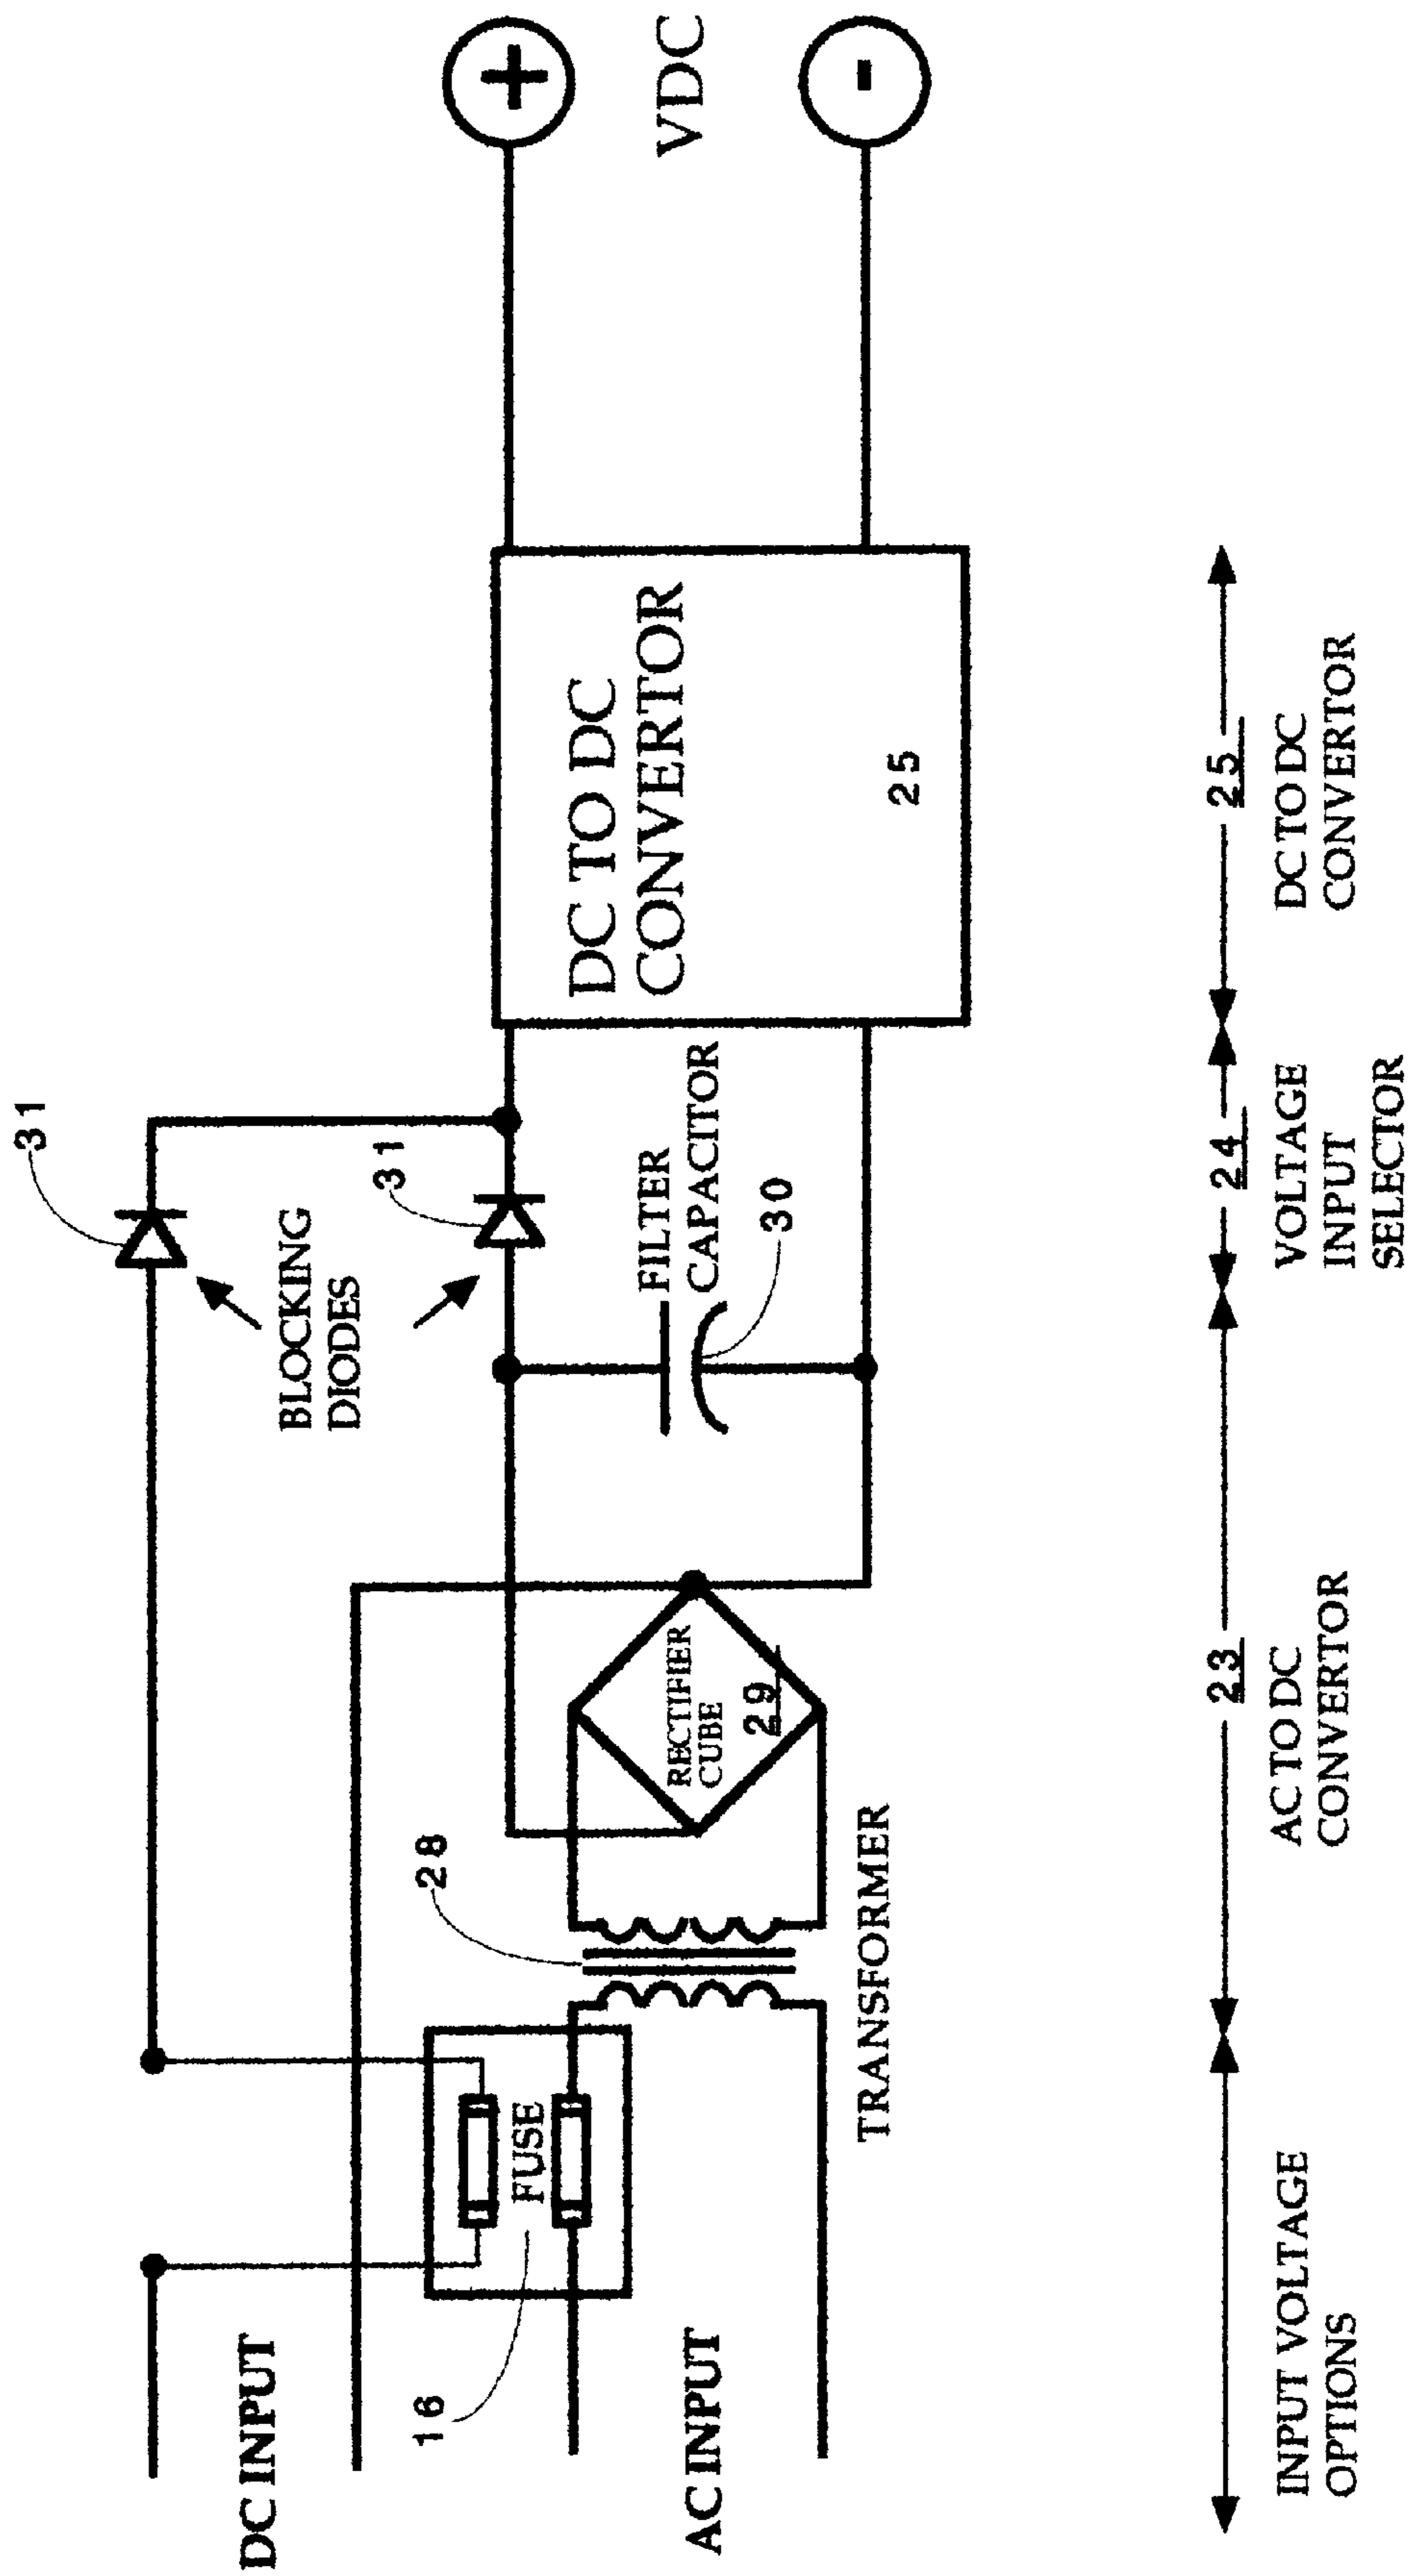 DC INPUT
AC INPUT
16
FUSE
28
TRANSFORMER
RECTIFIER
CUBE
29
BLOCKING
DIODES
31
31
FILTER
CAPACITOR
30
DC TO DC
CONVERTOR
25
+
VDC
-
INPUT VOLTAGE
OPTIONS
23
AC TO DC
CONVERTOR
24
VOLTAGE
INPUT
SELECTOR
25
DC TO DC
CONVERTOR